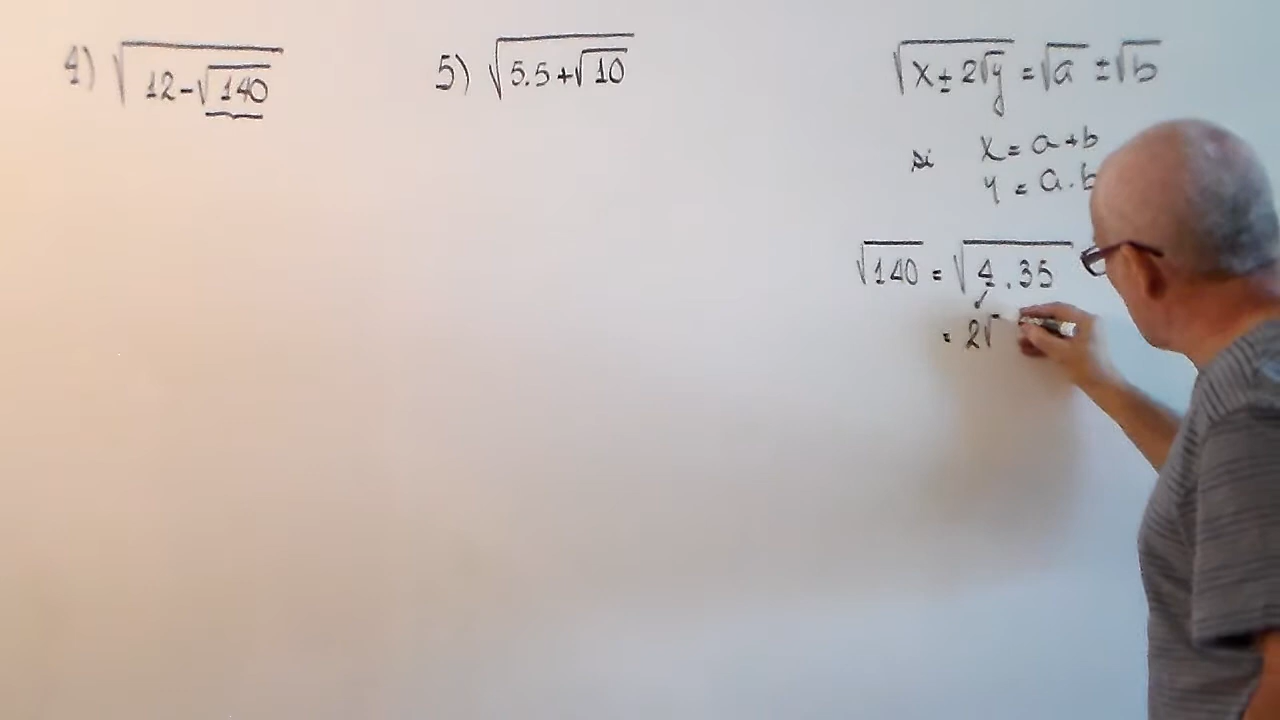 4) √(12-√140)
5) √(5.5+√10)
√(x±2√y) = √a ±√b
si x = a+b
y = a.b
√140 = √(4.35)
= 2√